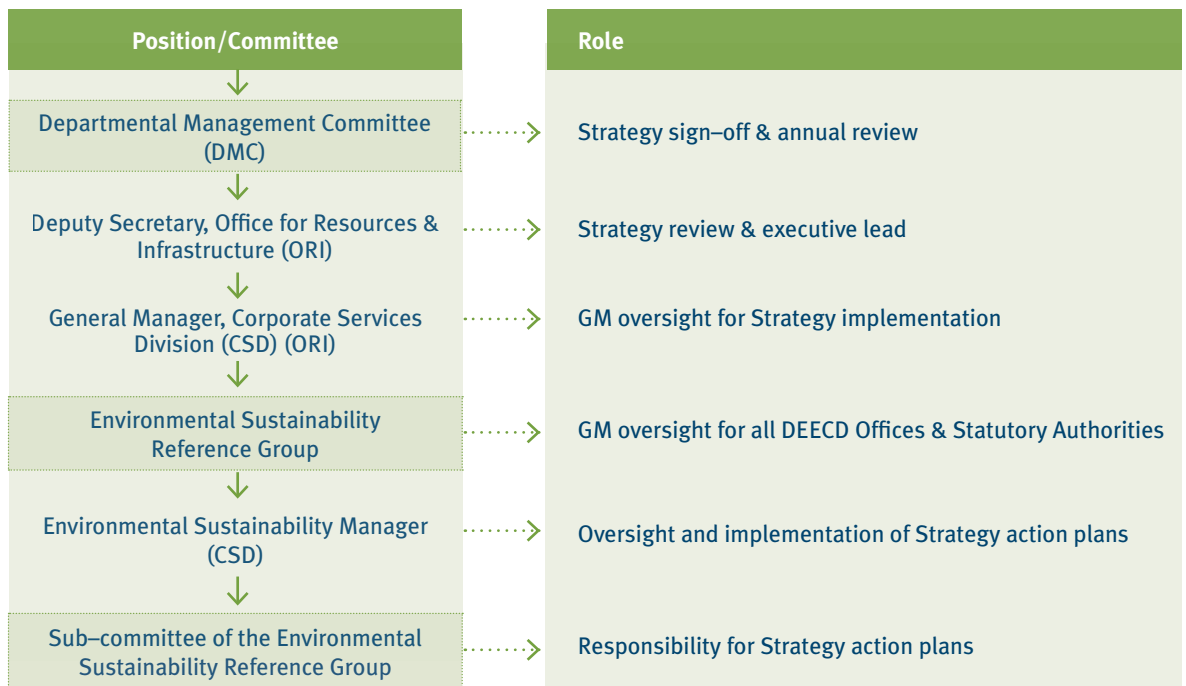 Position/Committee
Role
Departmental Management Committee
(DMC)
Strategy sign–off & annual review
Deputy Secretary, Office for Resources &
Infrastructure (ORI)
Strategy review & executive lead
General Manager, Corporate Services
Division (CSD) (ORI)
GM oversight for Strategy implementation
Environmental Sustainability
Reference Group
GM oversight for all DEECD Offices & Statutory Authorities
Environmental Sustainability Manager
(CSD)
Oversight and implementation of Strategy action plans
Sub–committee of the Environmental
Sustainability Reference Group
Responsibility for Strategy action plans